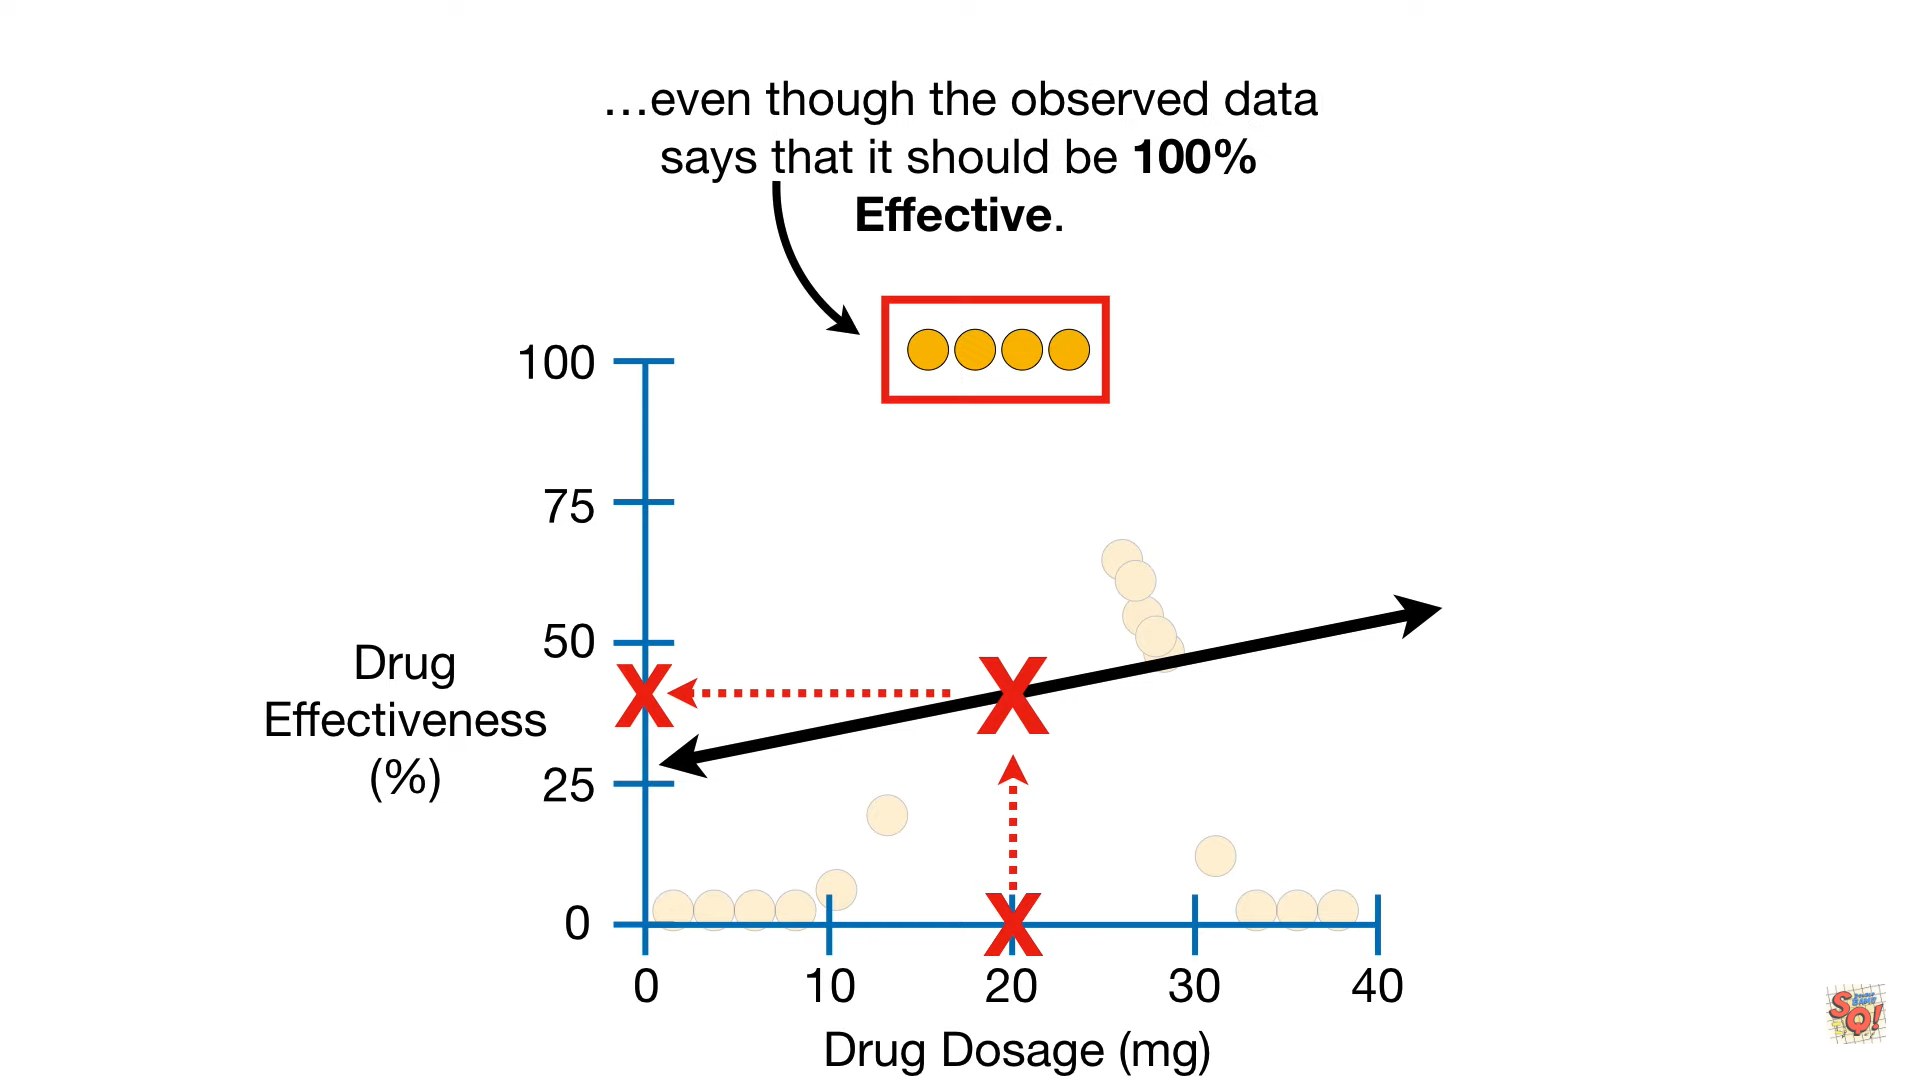 …even though the observed data
says that it should be 100%
Effective.
100
75
50
25
0
Drug
Effectiveness
(%)
X
X
X
0
10
20
30
40
Drug Dosage (mg)
SQ!